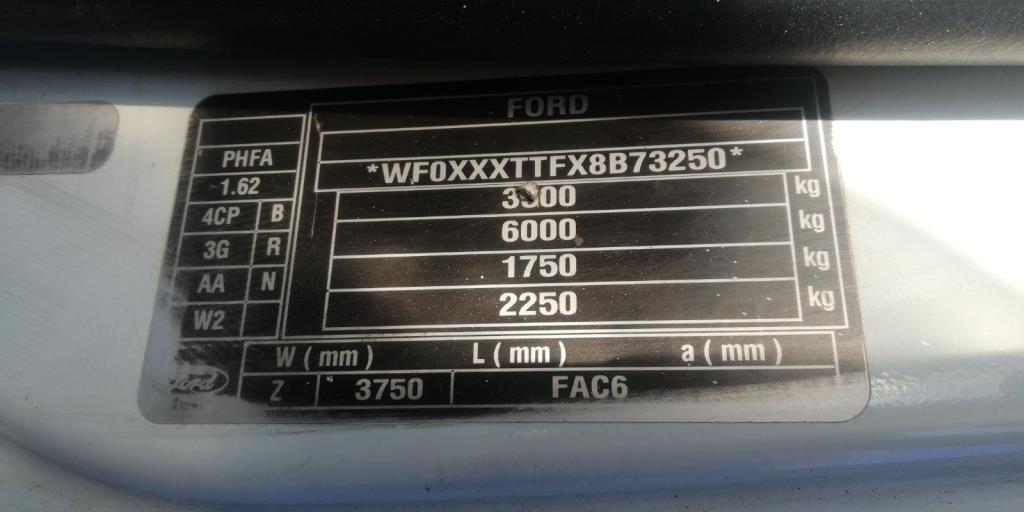 FORD
*WF0XXXTTFX8B73250*
PHFA
1.62
4CP B
3G R
AA N
W2
kg
6000 kg
1750 kg
2250 kg
W (mm) L (mm) a (mm)
Ford Z 3750 FAC6